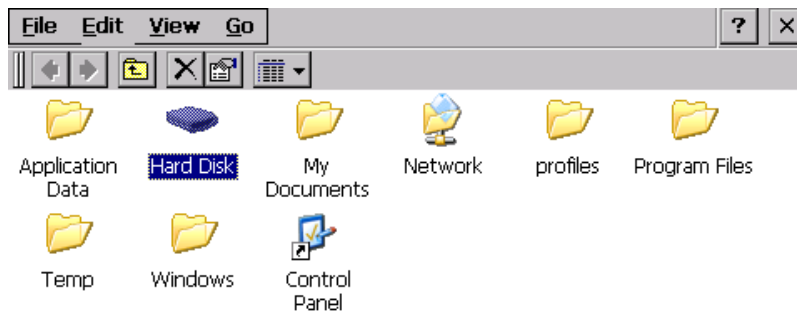 File Edit View Go ?
Application Data
Hard Disk
My Documents
Network
profiles
Program Files
Temp
Windows
Control Panel